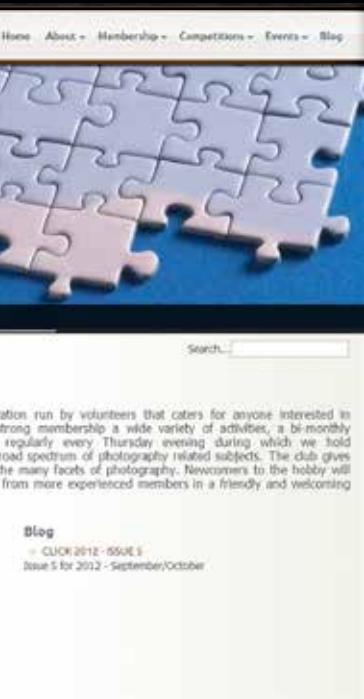 Home About Membership Competitions Events Blog
Search...
ation run by volunteers that caters for anyone interested in
strong membership a wide variety of activities, a bi-monthly
regularly every Thursday evening during which we hold
road spectrum of photography related subjects. The club gives
he many facets of photography. Newcomers to the hobby will
from more experienced members in a friendly and welcoming
Blog
CLICK 2012 - ISSUE 5
Issue 5 for 2012 - September/October